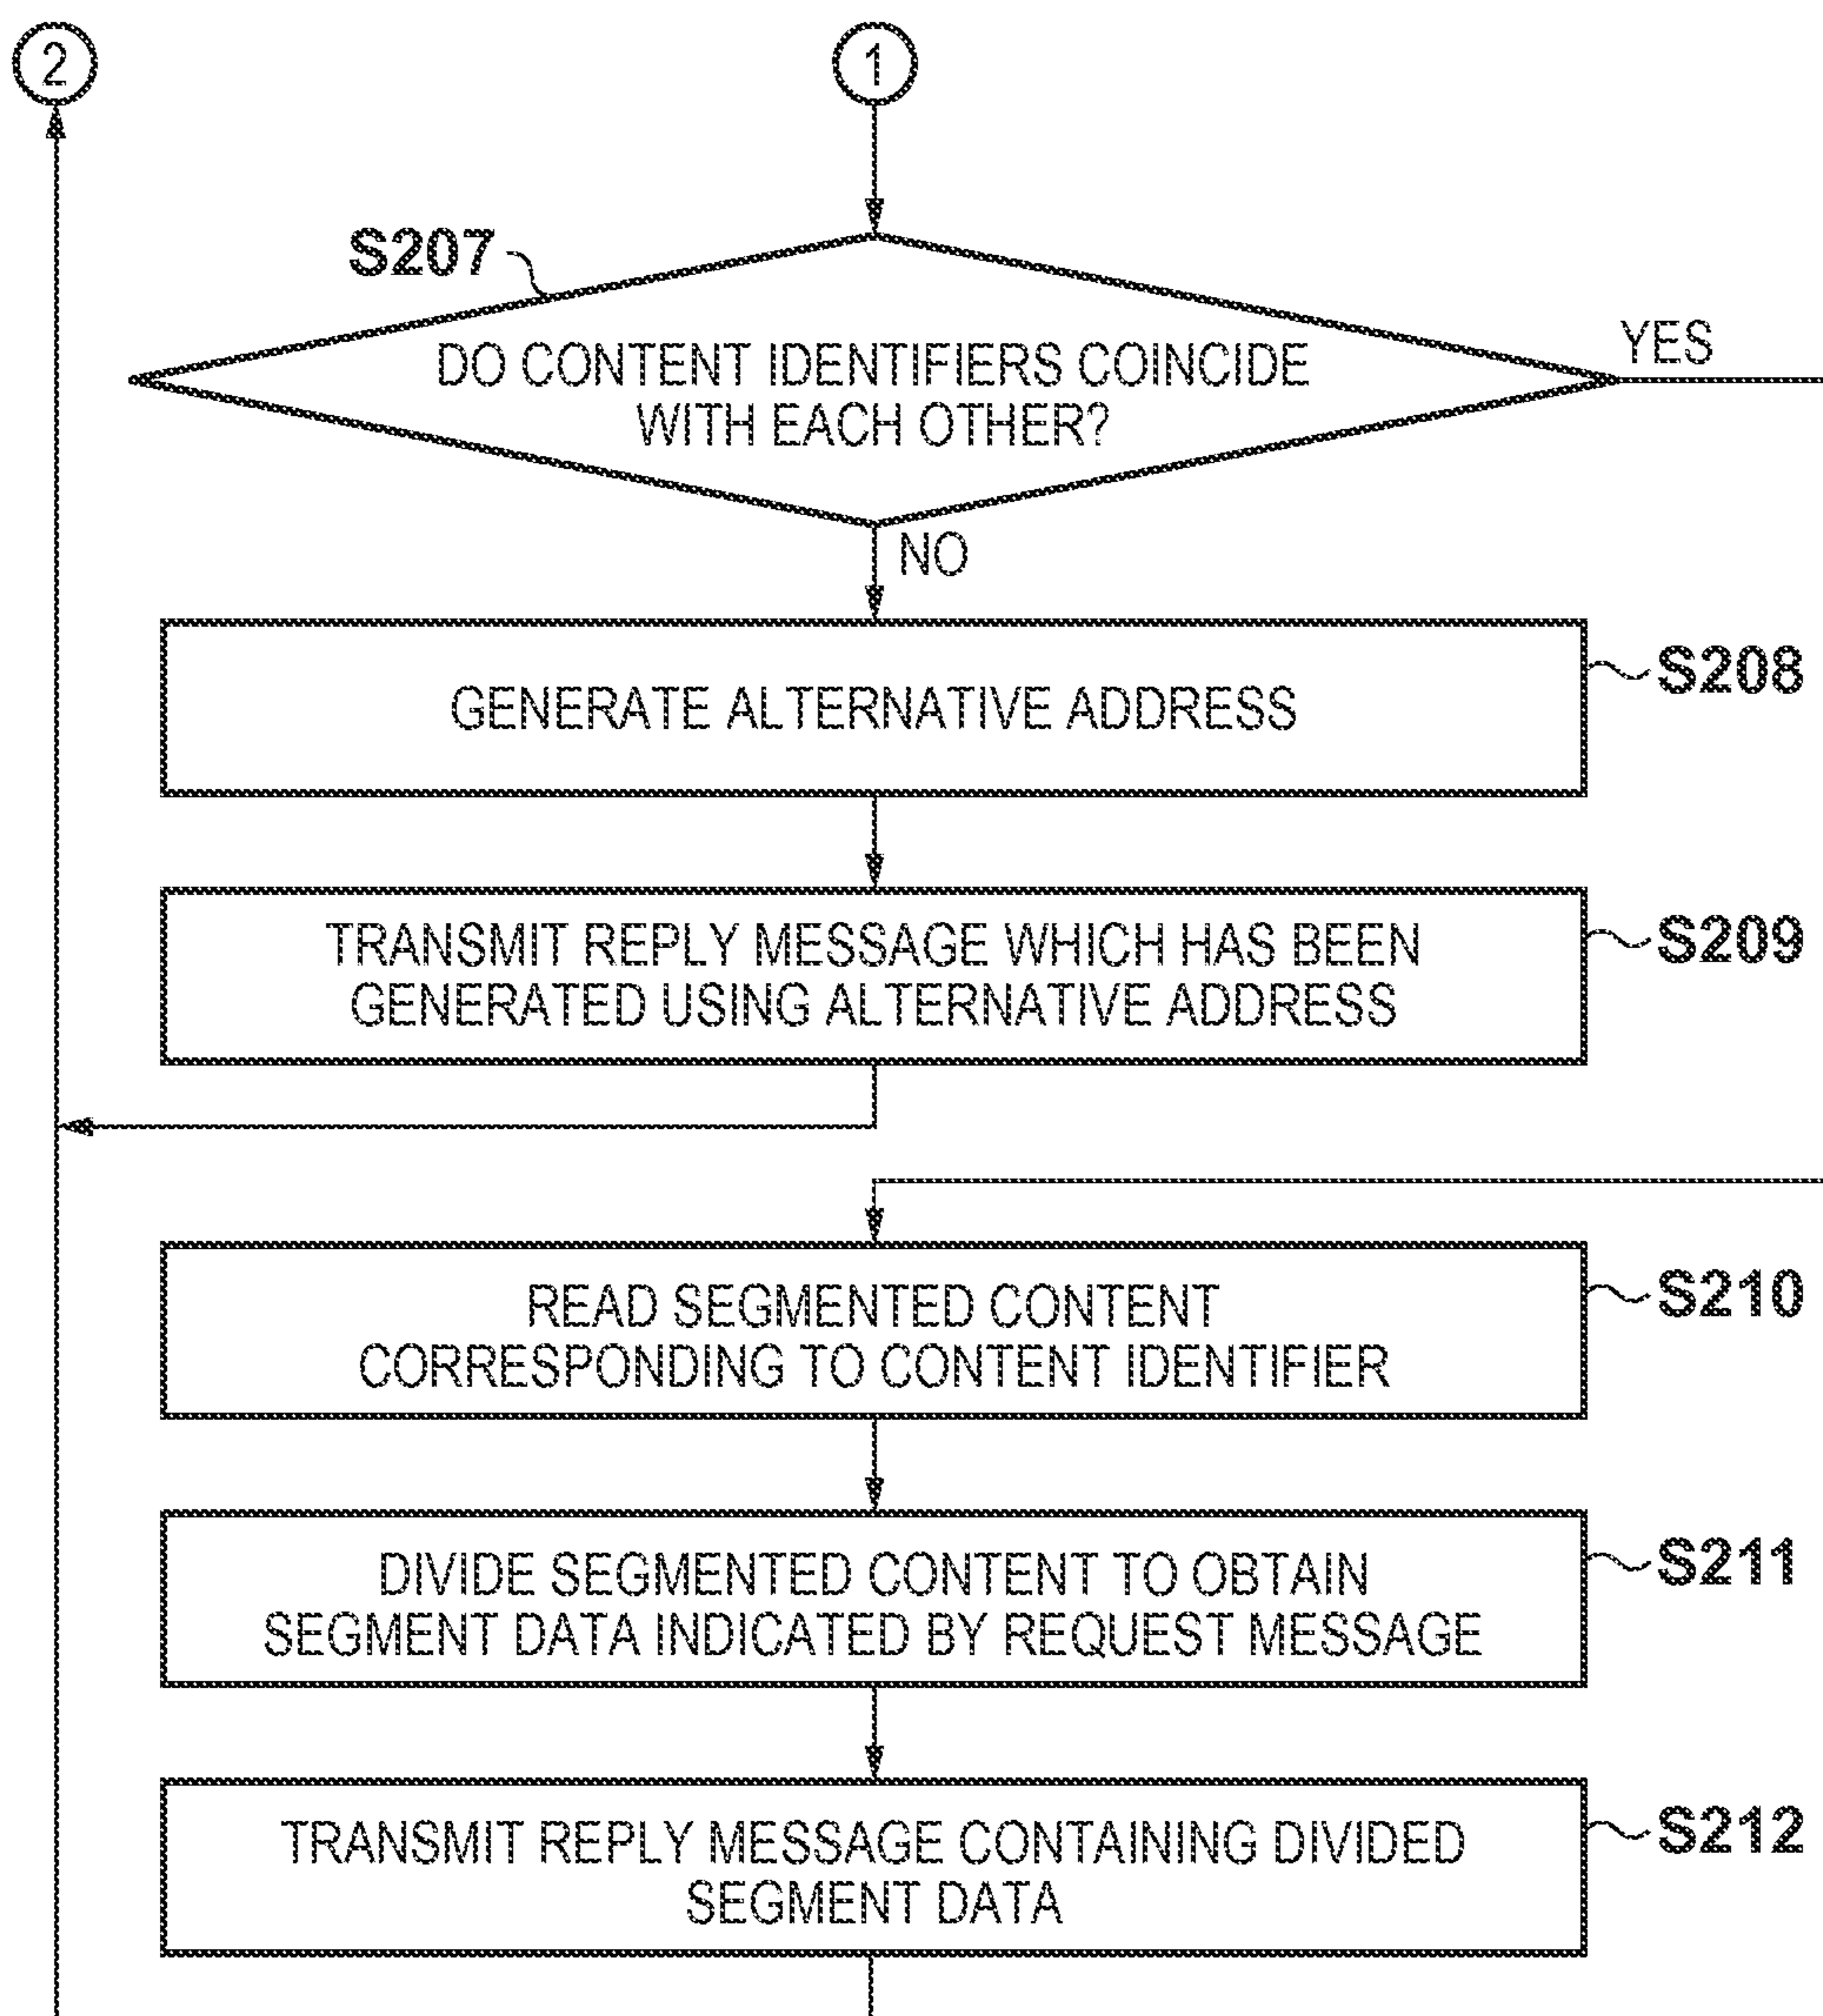 2
1
S207
DO CONTENT IDENTIFIERS COINCIDE
WITH EACH OTHER?
YES
NO
GENERATE ALTERNATIVE ADDRESS
S208
TRANSMIT REPLY MESSAGE WHICH HAS BEEN
GENERATED USING ALTERNATIVE ADDRESS
S209
READ SEGMENTED CONTENT
CORRESPONDING TO CONTENT IDENTIFIER
S210
DIVIDE SEGMENTED CONTENT TO OBTAIN
SEGMENT DATA INDICATED BY REQUEST MESSAGE
S211
TRANSMIT REPLY MESSAGE CONTAINING DIVIDED
SEGMENT DATA
S212